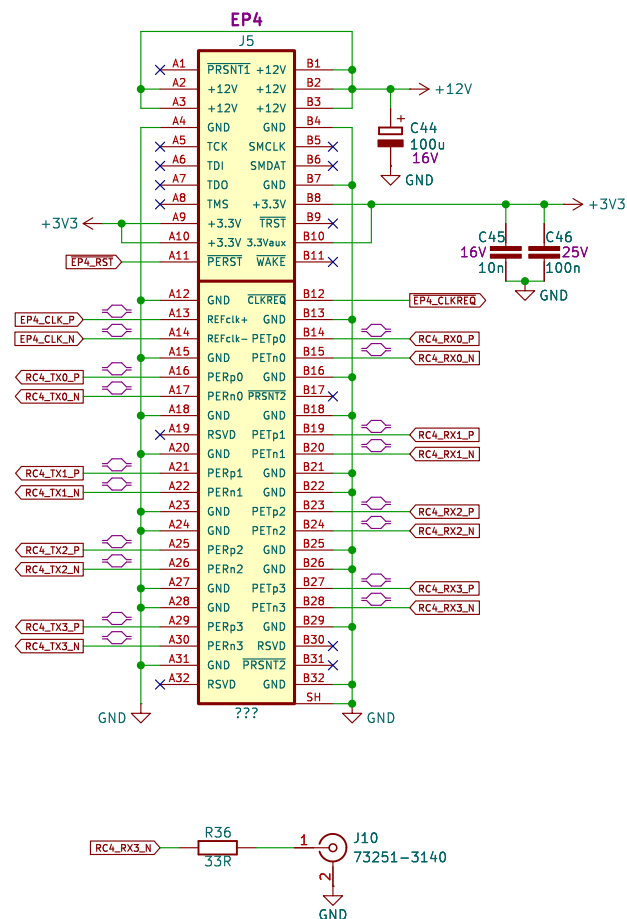 EP4
J5
A1 PRSNT1 +12V B1
A2 +12V +12V B2 +12V
A3 +12V +12V B3
A4 GND GND B4
A5 TCK SMCLK B5
A6 TDI SMDAT B6
A7 TDO GND B7
A8 TMS +3.3V B8 +3V3
+3V3 A9 +3.3V TRST B9
A10 +3.3V 3.3Vaux B10
EP4_RST A11 PERST WAKE B11
C44
100u
16V
GND
C45
16V
10n
C46
25V
100n
GND
A12 GND CLKREQ B12 EP4_CLKREQ
EP4_CLK_P A13 REFclk+ GND B13
EP4_CLK_N A14 REFclk- PETp0 B14 RC4_RX0_P
A15 GND PETn0 B15 RC4_RX0_N
RC4_TX0_P A16 PERp0 GND B16
RC4_TX0_N A17 PERn0 PRSNT2 B17
A18 GND GND B18
A19 RSVD PETp1 B19 RC4_RX1_P
A20 GND PETn1 B20 RC4_RX1_N
RC4_TX1_P A21 PERp1 GND B21
RC4_TX1_N A22 PERn1 GND B22
A23 GND PETp2 B23 RC4_RX2_P
A24 GND PETn2 B24 RC4_RX2_N
RC4_TX2_P A25 PERp2 GND B25
RC4_TX2_N A26 PERn2 GND B26
A27 GND PETp3 B27 RC4_RX3_P
A28 GND PETn3 B28 RC4_RX3_N
RC4_TX3_P A29 PERp3 GND B29
RC4_TX3_N A30 PERn3 RSVD B30
A31 GND PRSNT2 B31
A32 RSVD GND B32
SH
GND ??? GND
RC4_RX3_N
R36
33R
1
2
J10
73251-3140
GND